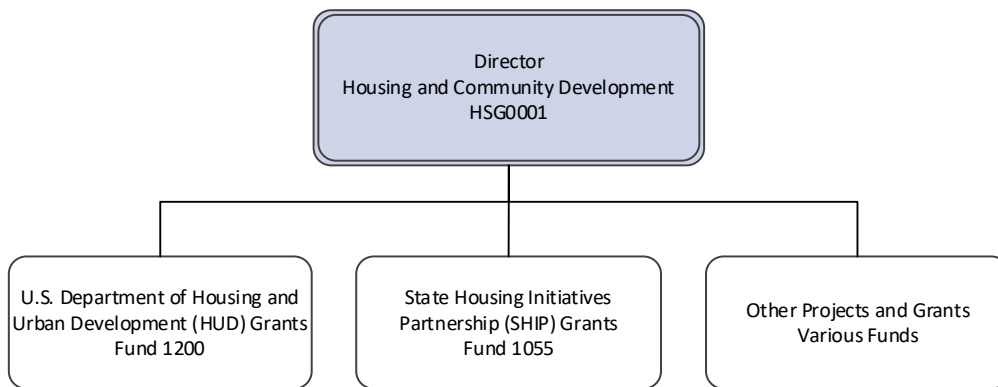 Director
Housing and Community Development
HSG0001
U.S. Department of Housing and
Urban Development (HUD) Grants
Fund 1200
State Housing Initiatives
Partnership (SHIP) Grants
Fund 1055
Other Projects and Grants
Various Funds